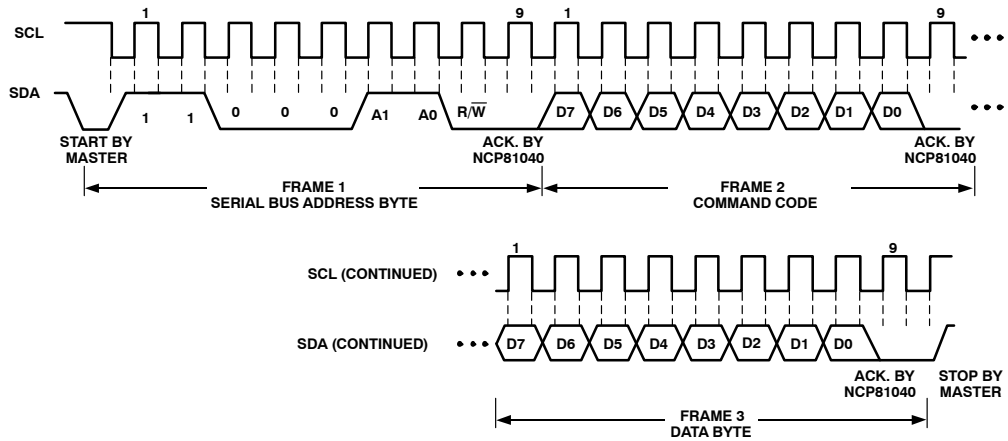 1 9 1 9
SCL
SDA
1 1 0 0 0 A1 A0 R/W̅ D7 D6 D5 D4 D3 D2 D1 D0
START BY
MASTER
ACK. BY
NCP81040
ACK. BY
NCP81040
FRAME 1
SERIAL BUS ADDRESS BYTE
FRAME 2
COMMAND CODE
1 9
SCL (CONTINUED)
SDA (CONTINUED) D7 D6 D5 D4 D3 D2 D1 D0
ACK. BY
NCP81040
STOP BY
MASTER
FRAME 3
DATA BYTE